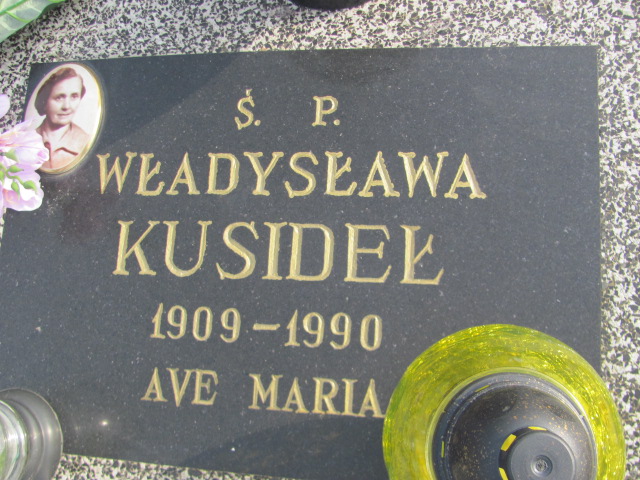 Ś. P.
WŁADYSŁAWA
KUSIDEŁ
1909-1990
AVE MARIA